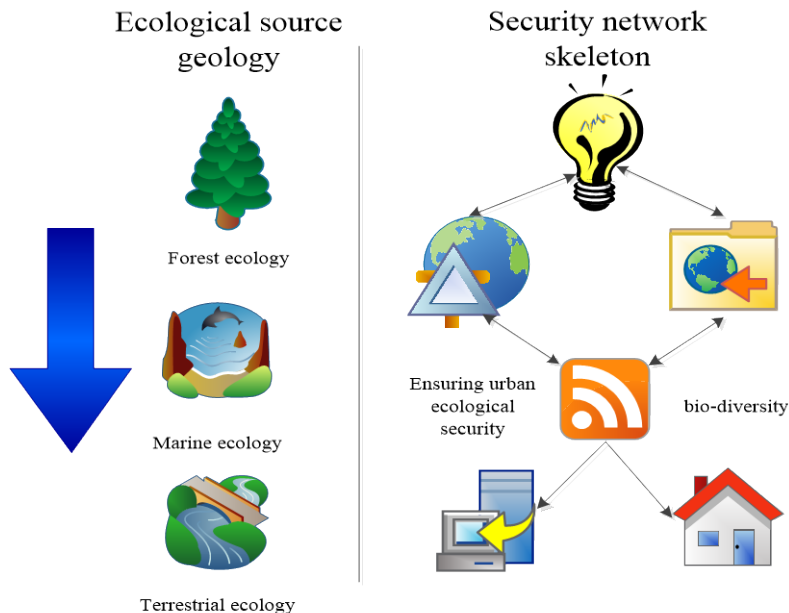 Ecological source
geology
Forest ecology
Marine ecology
Terrestrial ecology
Security network
skeleton
Ensuring urban
ecological
security
bio-diversity